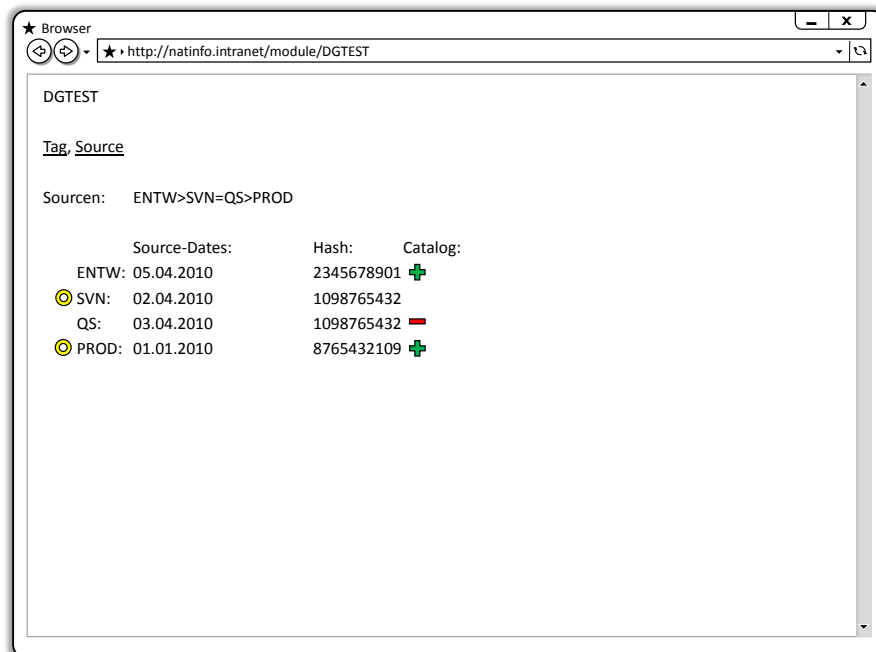 Browser
http://natinfo.intranet/module/DGTEST
DGTEST
Tag, Source
Sourcen: ENTW>SVN=QS>PROD
Source-Dates: Hash: Catalog:
ENTW: 05.04.2010 2345678901
SVN: 02.04.2010 1098765432
QS: 03.04.2010 1098765432
PROD: 01.01.2010 8765432109